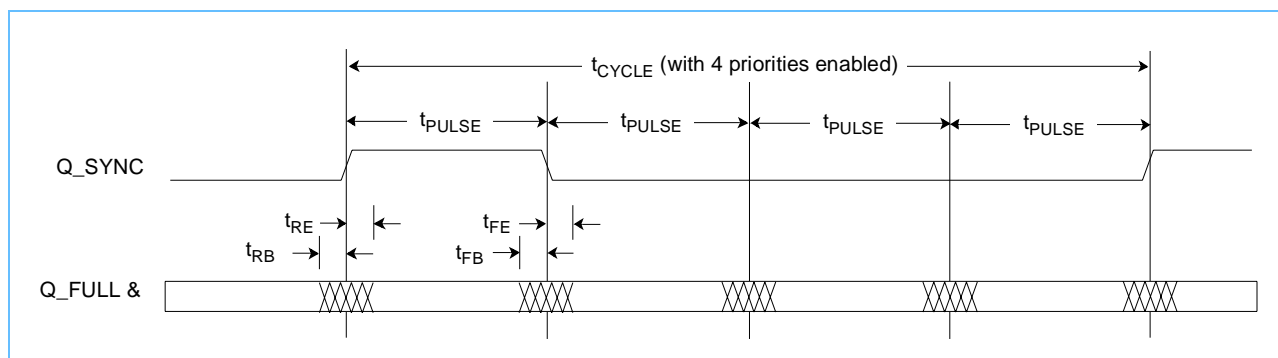 tCYCLE (with 4 priorities enabled)
tPULSE tPULSE tPULSE tPULSE
Q_SYNC
tRE tFE
tRB tFB
Q_FULL &